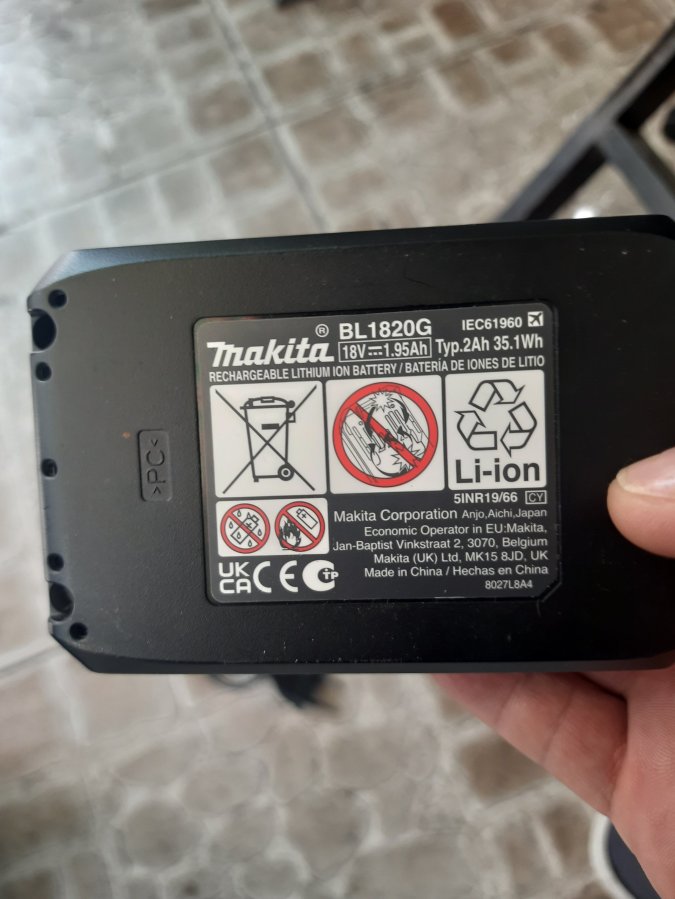 >PC<
makita ® BL1820G IEC61960
18V⎓1.95Ah Typ.2Ah 35.1Wh
RECHARGEABLE LITHIUM ION BATTERY / BATERÍA DE IONES DE LITIO
Li-ion
5INR19/66 CY
Makita Corporation Anjo,Aichi,Japan
Economic Operator in EU:Makita,
Jan-Baptist Vinkstraat 2, 3070, Belgium
Makita (UK) Ltd, MK15 8JD, UK
Made in China / Hechas en China
8027L8A4
UK
CA CE TP